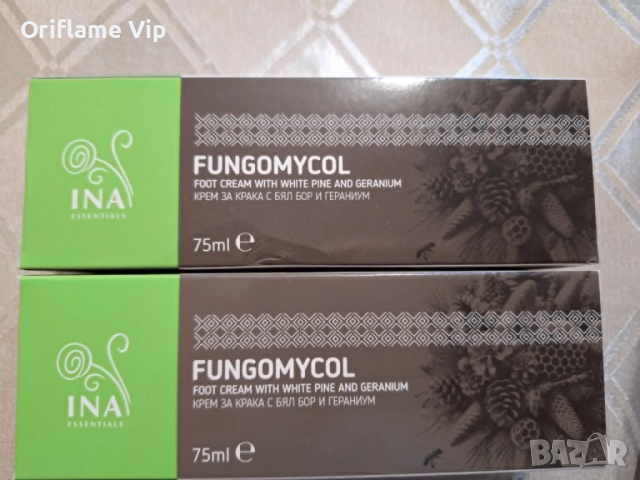 Oriflame Vip
INA
ESSENTIALS
FUNGOMYCOL
FOOT CREAM WITH WHITE PINE AND GERANIUM
КРЕМ ЗА КРАКА С БЯЛ БОР И ГЕРАНИУМ
75ml ℮
INA
ESSENTIALS
FUNGOMYCOL
FOOT CREAM WITH WHITE PINE AND GERANIUM
КРЕМ ЗА КРАКА С БЯЛ БОР И ГЕРАНИУМ
75ml ℮
BAZAR